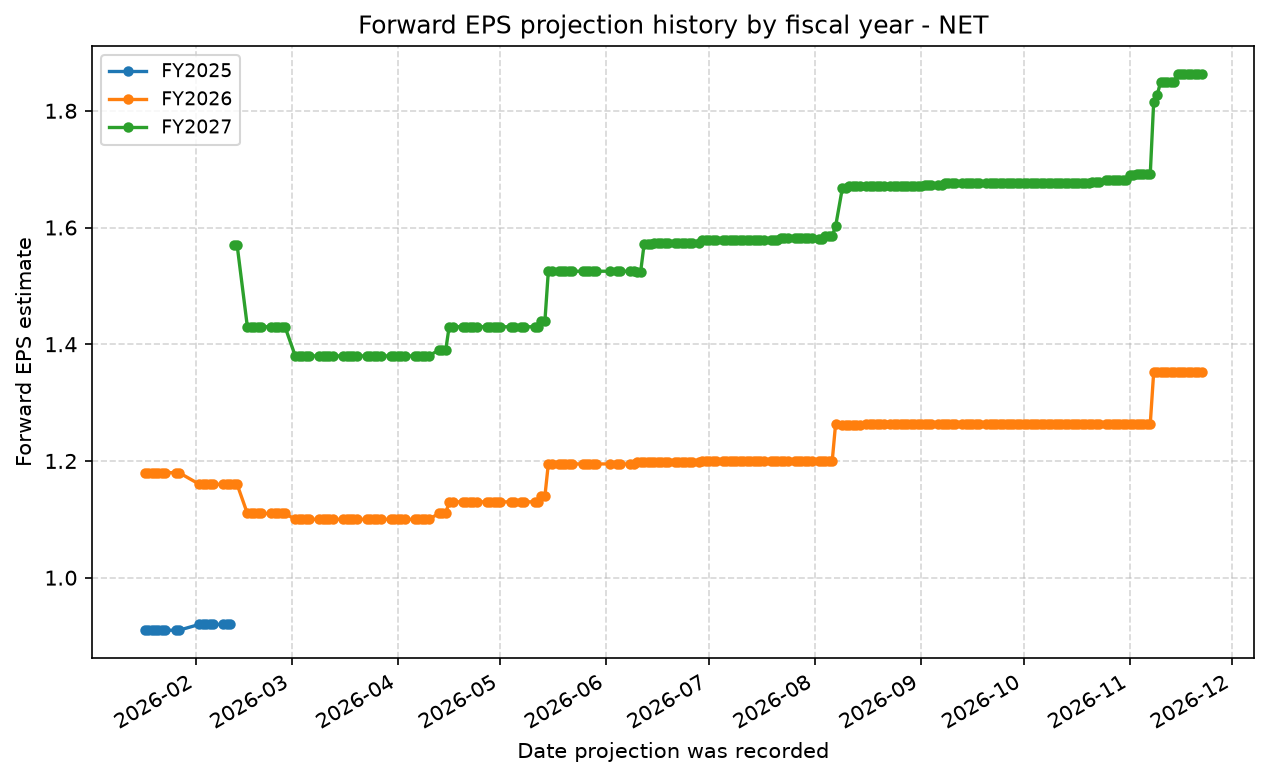 Forward EPS projection history by fiscal year - NET
FY2025
FY2026
FY2027
Forward EPS estimate
1.8
1.6
1.4
1.2
1.0
2026-02
2026-03
2026-04
2026-05
2026-06
2026-07
2026-08
2026-09
2026-10
2026-11
2026-12
Date projection was recorded